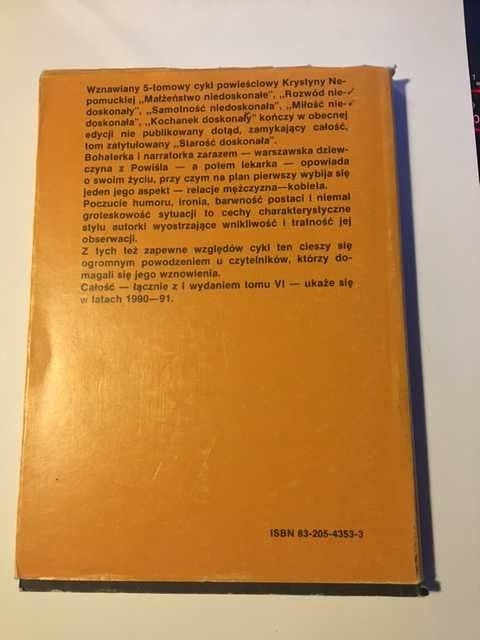 Wznawiany 5-tomowy cykl powieściowy Krystyny Ne-
pomuckiej „Małżeństwo niedoskonałe", „Rozwód nie-
doskonały", „Samotność niedoskonała", „Miłość nie-
doskonała", „Kochanek doskonały" kończy w obecnej
edycji nie publikowany dotąd, zamykający całość,
tom zatytułowany „Starość doskonała".
Bohaterka i narratorka zarazem — warszawska dziew-
czyna z Powiśla — a potem lekarka — opowiada
o swoim życiu, przy czym na plan pierwszy wybija się
jeden jego aspekt — relacje mężczyzna—kobieta.
Poczucie humoru, ironia, barwność postaci i niemal
groteskowość sytuacji to cechy charakterystyczne
stylu autorki wyostrzające wnikliwość i trafność jej
obserwacji.
Z tych też zapewne względów cykl ten cieszy się
ogromnym powodzeniem u czytelników, którzy do-
magali się jego wznowienia.
Całość — łącznie z I wydaniem tomu VI — ukaże się
w latach 1990—91.
ISBN 83-205-4353-3